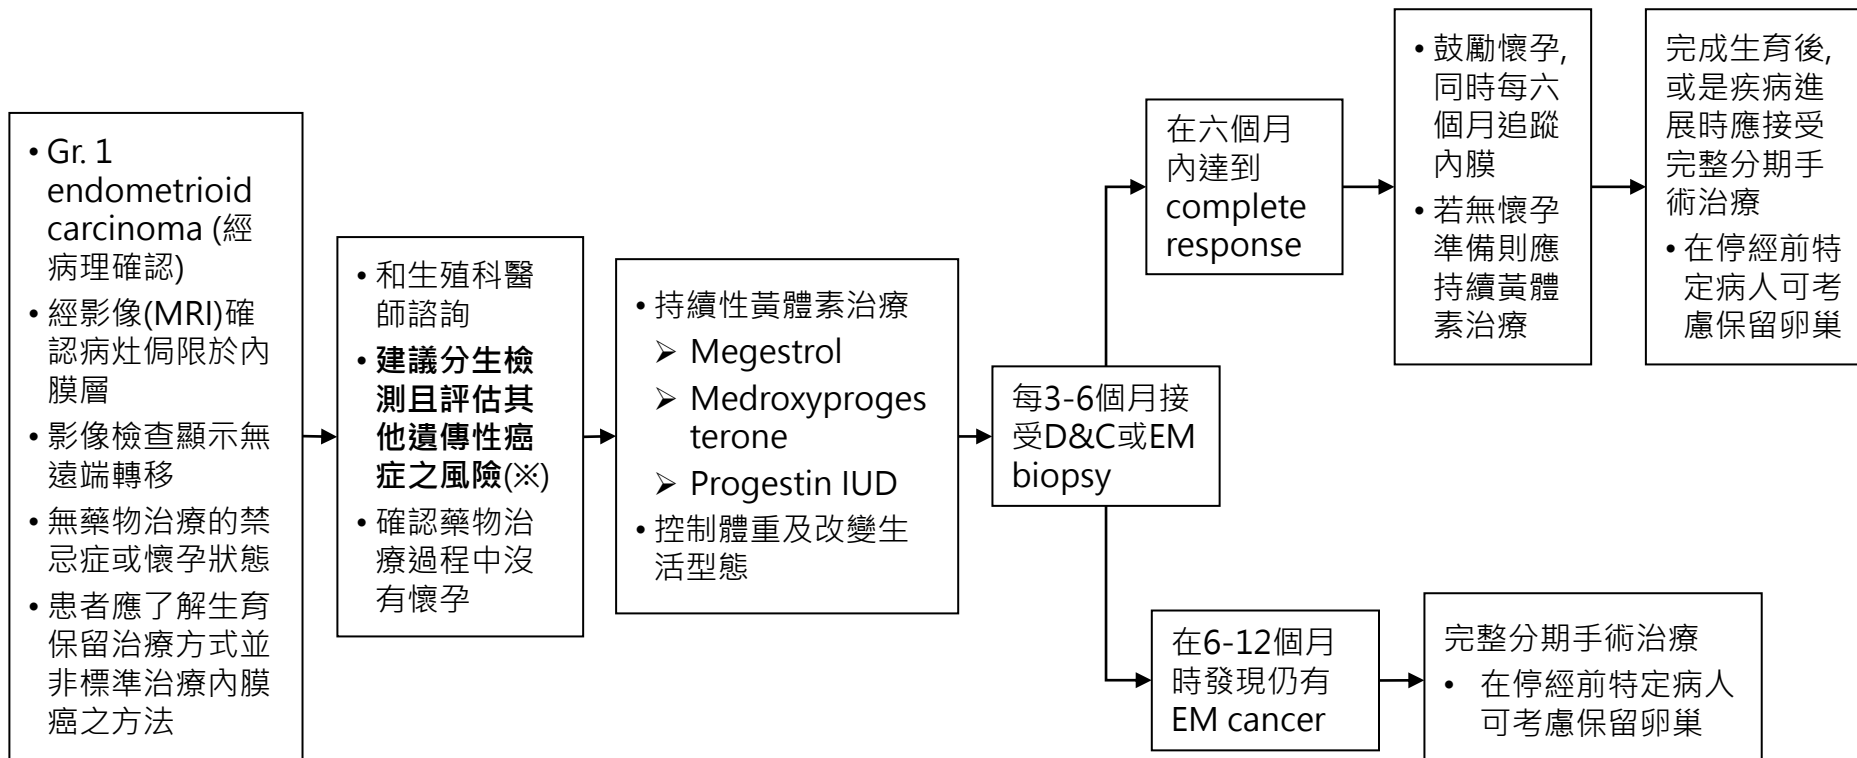 • Gr. 1
endometrioid
carcinoma (經
病理確認)
• 經影像(MRI)確
認病灶侷限於內
膜層
• 影像檢查顯示無
遠端轉移
• 無藥物治療的禁
忌症或懷孕狀態
• 患者應了解生育
保留治療方式並
非標準治療內膜
癌之方法
• 和生殖科醫
師諮詢
• 建議分生檢
測且評估其
他遺傳性癌
症之風險(※)
• 確認藥物治
療過程中沒
有懷孕
• 持續性黃體素治療
➢ Megestrol
➢ Medroxyproges
terone
➢ Progestin IUD
• 控制體重及改變生
活型態
每3-6個月接
受D&C或EM
biopsy
在六個月
內達到
complete
response
• 鼓勵懷孕,
同時每六
個月追蹤
內膜
• 若無懷孕
準備則應
持續黃體
素治療
完成生育後,
或是疾病進
展時應接受
完整分期手
術治療
• 在停經前特
定病人可考
慮保留卵巢
在6-12個月
時發現仍有
EM cancer
完整分期手術治療
• 在停經前特定病人
可考慮保留卵巢